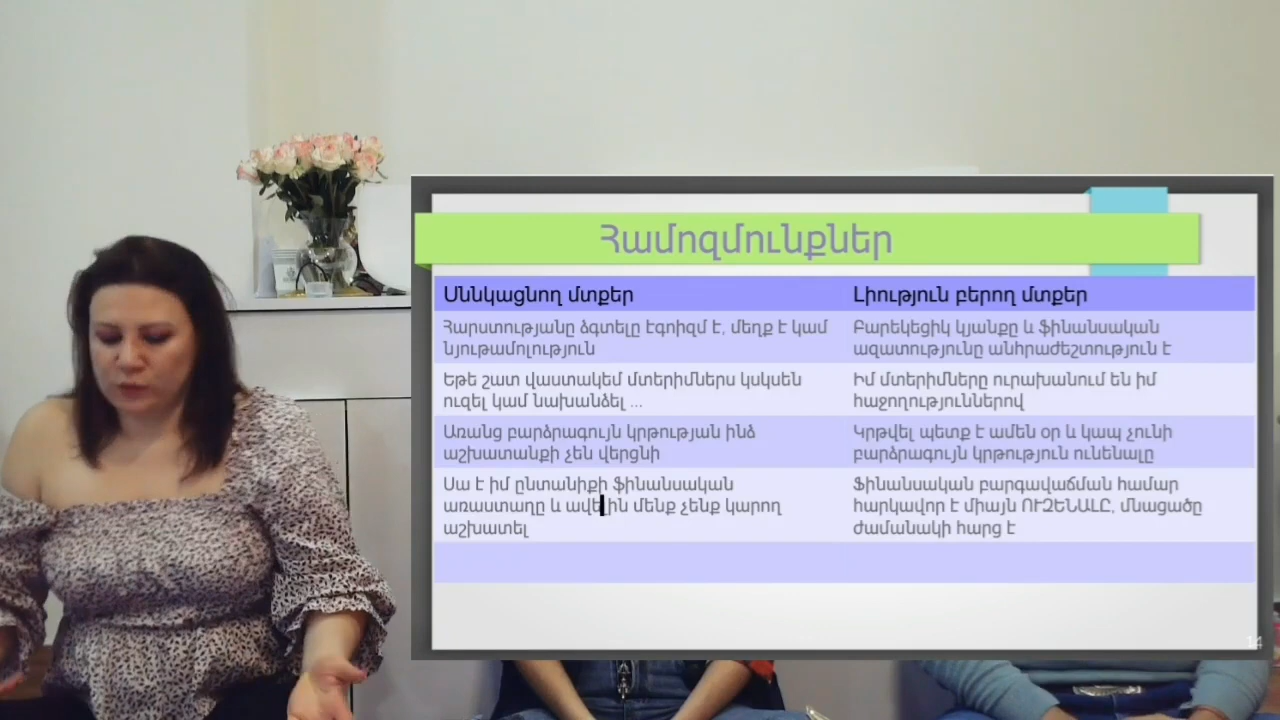 Համոզմունքներ
Սննկացնող մտքեր
Լիություն բերող մտքեր
Հարստությանը ձգտելը էգոիզմ է, մեղք է կամ
նյութամոլություն
Բարեկեցիկ կյանքը և ֆինանսական
ազատությունը անհրաժեշտություն է
Եթե շատ վաստակեմ մտերիմներս կսկսեն
ուզել կամ նախանձել ...
Իմ մտերիմները ուրախանում են իմ
հաջողություններով
Առանց բարձրագույն կրթության ինձ
աշխատանքի չեն վերցնի
Կրթվել պետք է ամեն օր և կապ չունի
բարձրագույն կրթություն ունենալը
Սա է իմ ընտանիքի ֆինանսական
առաստաղը և ավելին մենք չենք կարող
աշխատել
Ֆինանսական բարգավաճման համար
հարկավոր է միայն ՈՒԶԵՆԱԼԸ, մնացածը
ժամանակի հարց է
14